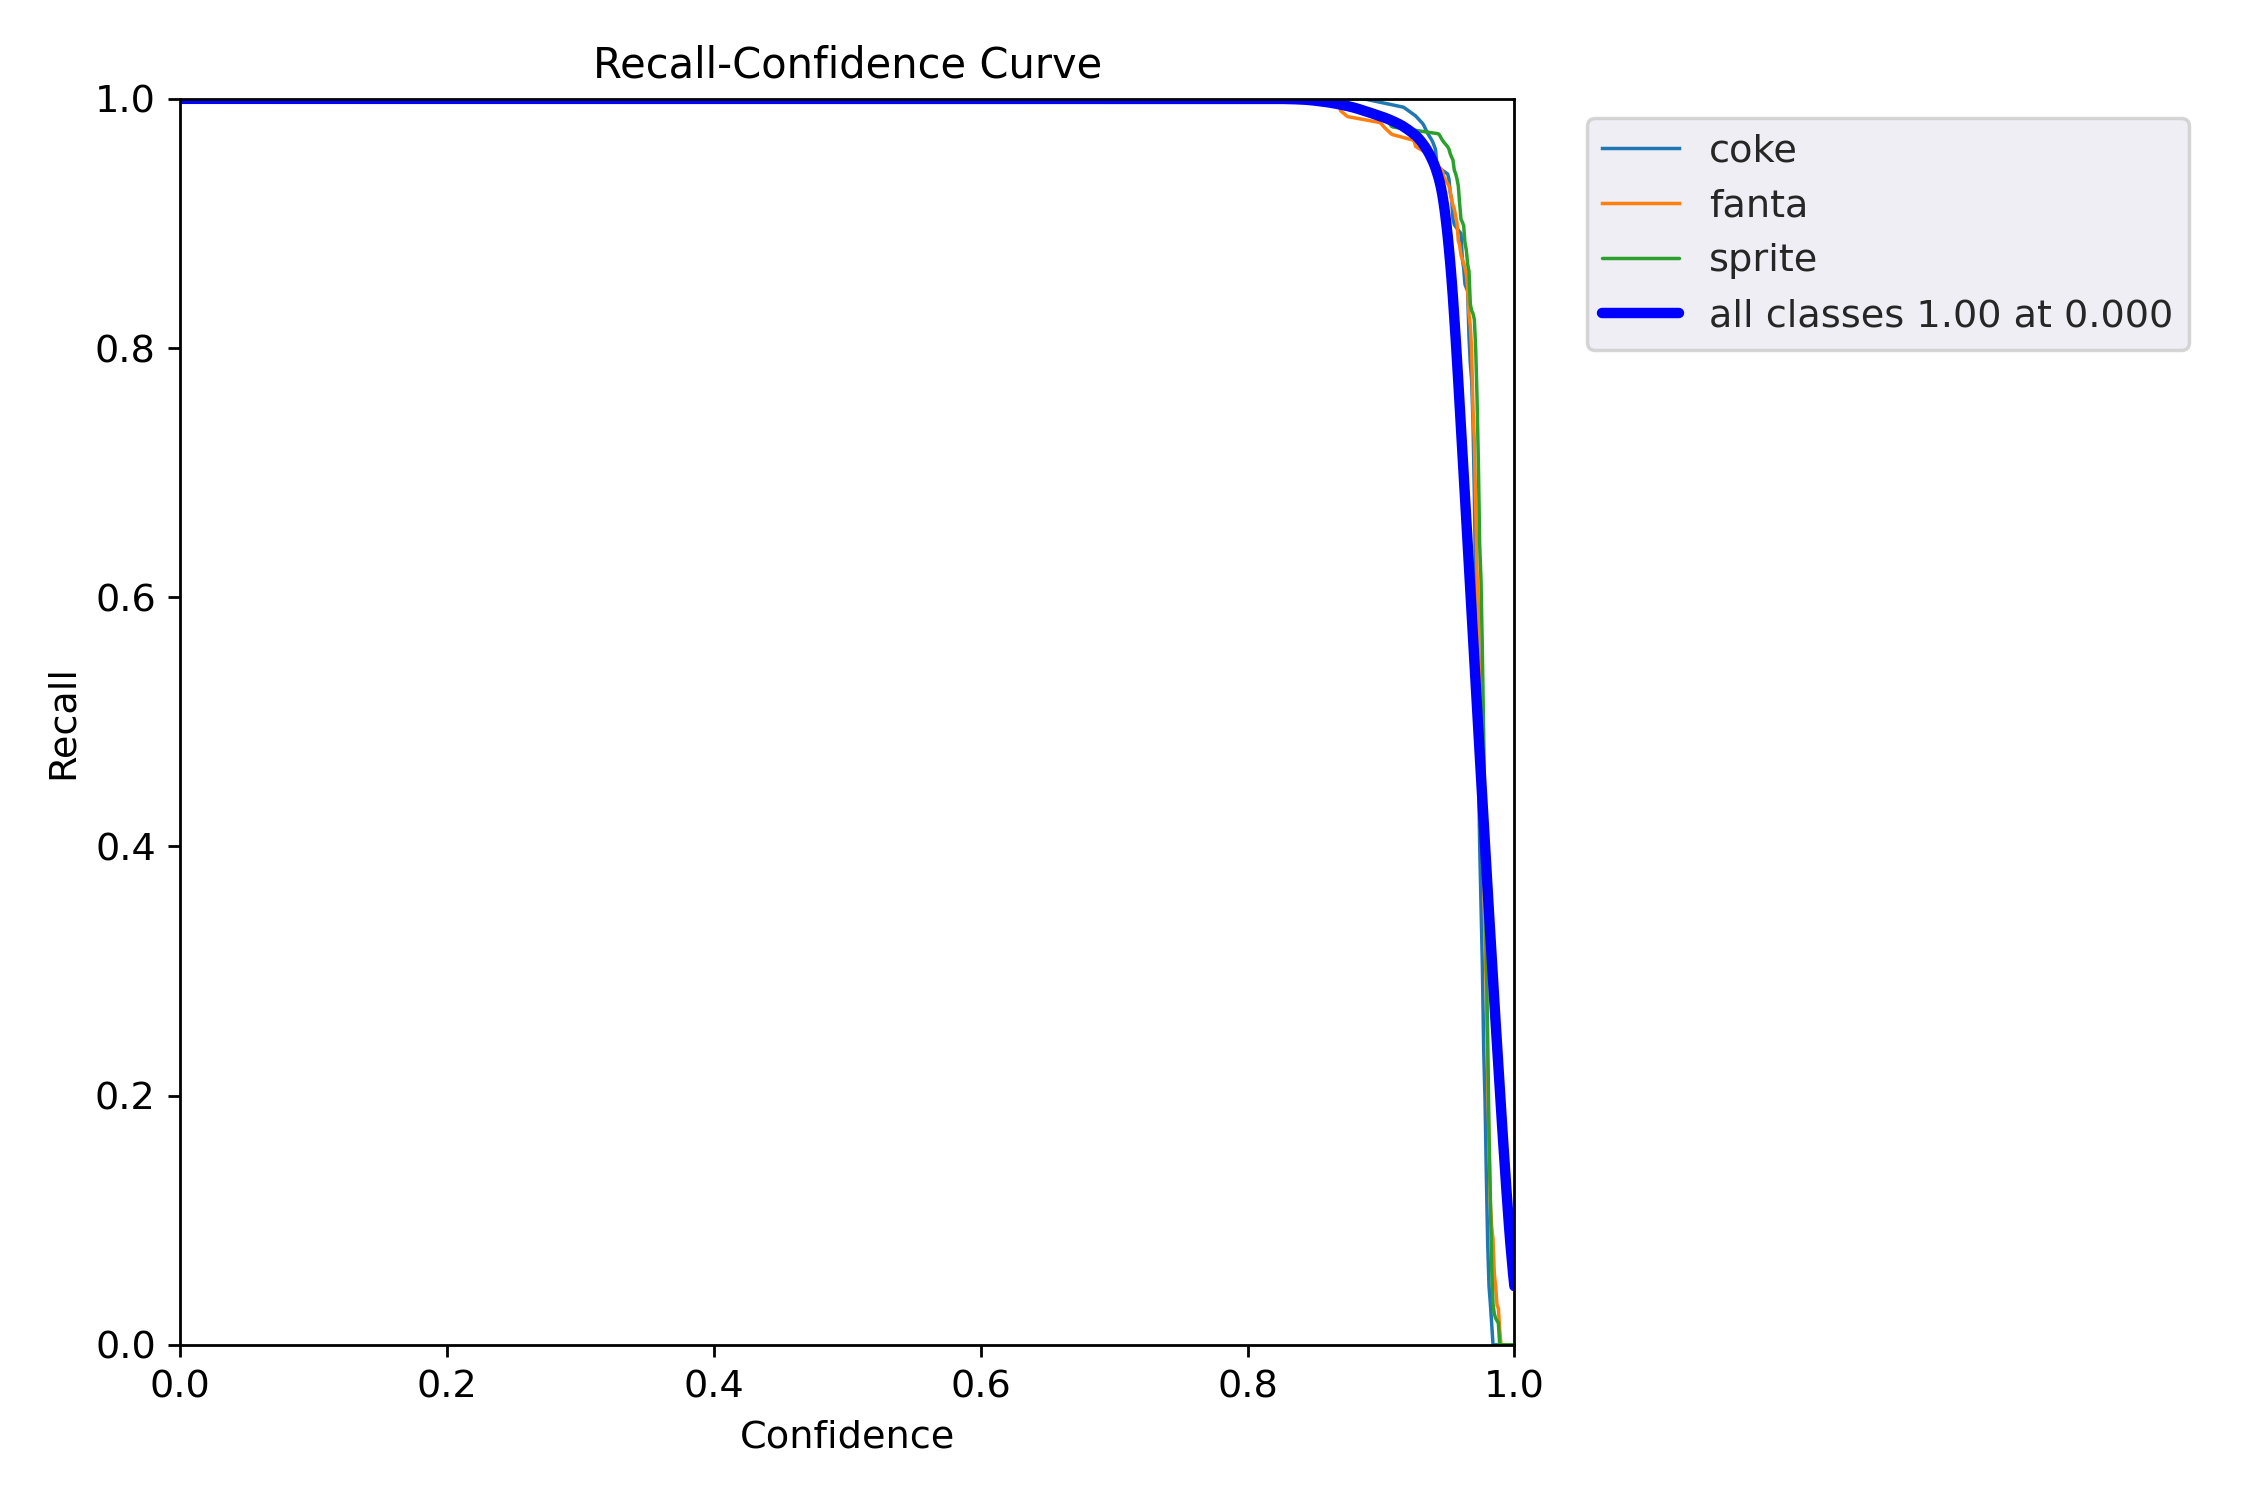 Recall-Confidence Curve
1.0
0.8
0.6
0.4
0.2
0.0
Recall
0.0 0.2 0.4 0.6 0.8 1.0
Confidence
coke
fanta
sprite
all classes 1.00 at 0.000